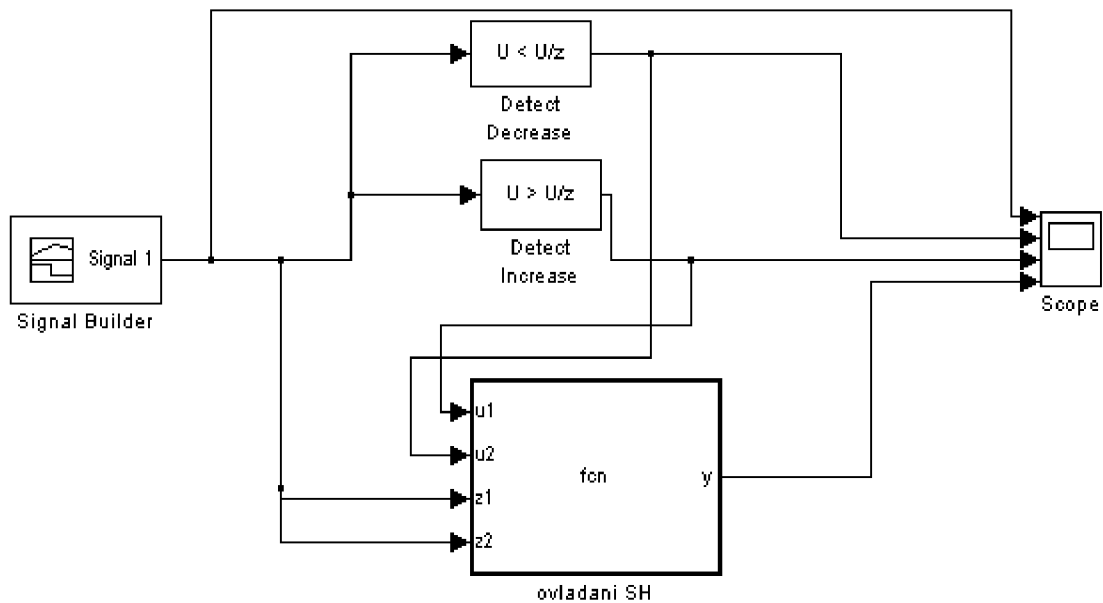 U < U/z
Detect
Decrease
U > U/z
Detect
Increase
Signal 1
Signal Builder
Scope
u1
u2
fcn
y
z1
z2
ovladani SH